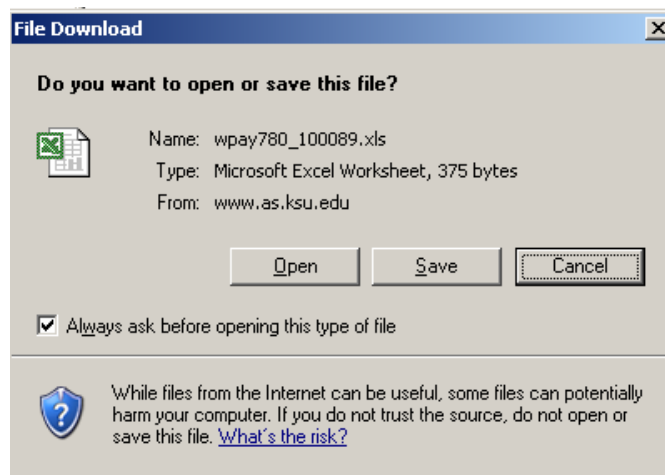 File Download
Do you want to open or save this file?
Name: wpay780_100089.xls
Type: Microsoft Excel Worksheet, 375 bytes
From: www.as.ksu.edu
Open Save Cancel
Always ask before opening this type of file
While files from the Internet can be useful, some files can potentially
harm your computer. If you do not trust the source, do not open or
save this file. What's the risk?